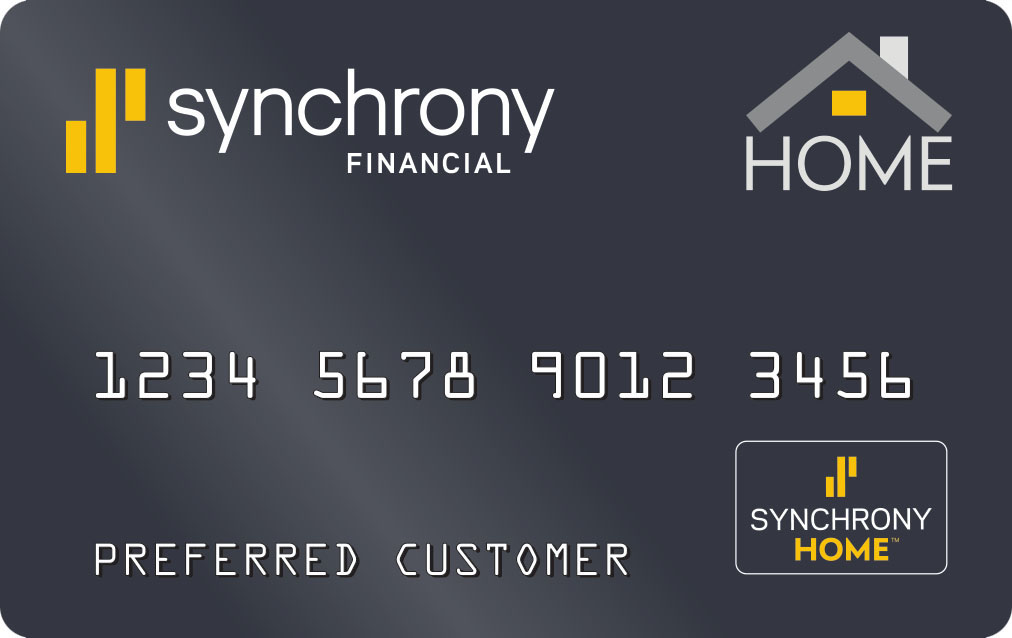 synchrony
FINANCIAL
HOME
1234 5678 9012 3456
SYNCHRONY
HOME™
PREFERRED CUSTOMER